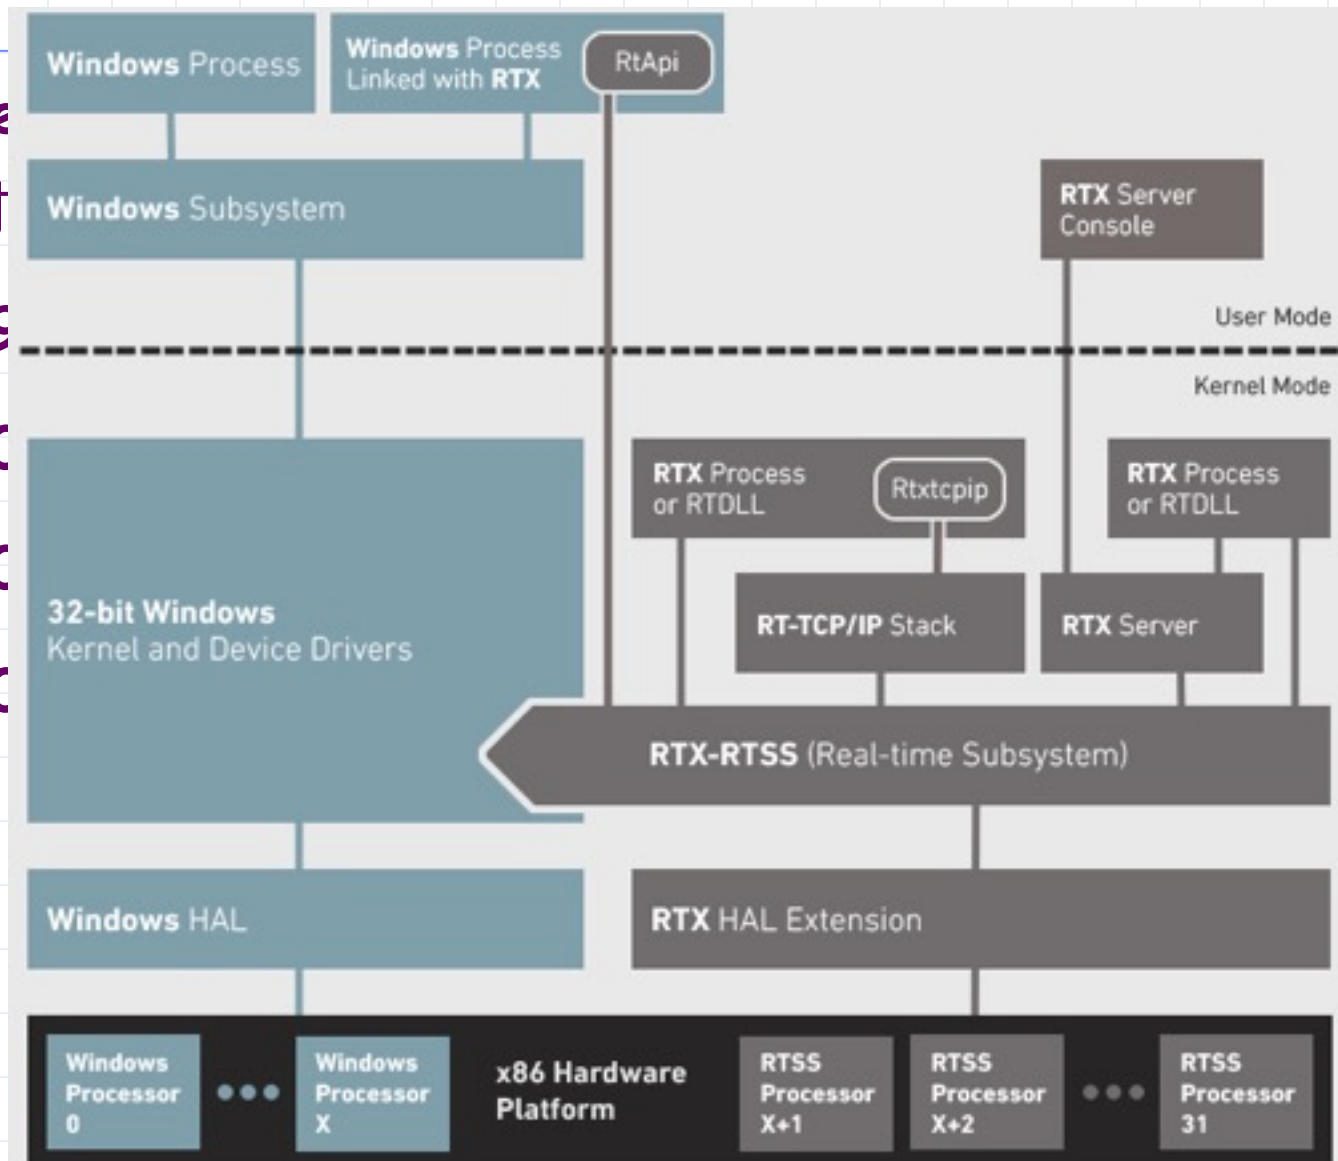 Windows Process
Windows Process
Linked with RTX
RtApi
Windows Subsystem
RTX Server
Console
User Mode
Kernel Mode
32-bit Windows
Kernel and Device Drivers
RTX Process
or RTDLL
Rtxtcpip
RTX Process
or RTDLL
RT-TCP/IP Stack
RTX Server
RTX-RTSS (Real-time Subsystem)
Windows HAL
RTX HAL Extension
Windows
Processor
0
Windows
Processor
X
x86 Hardware
Platform
RTSS
Processor
X+1
RTSS
Processor
X+2
RTSS
Processor
31